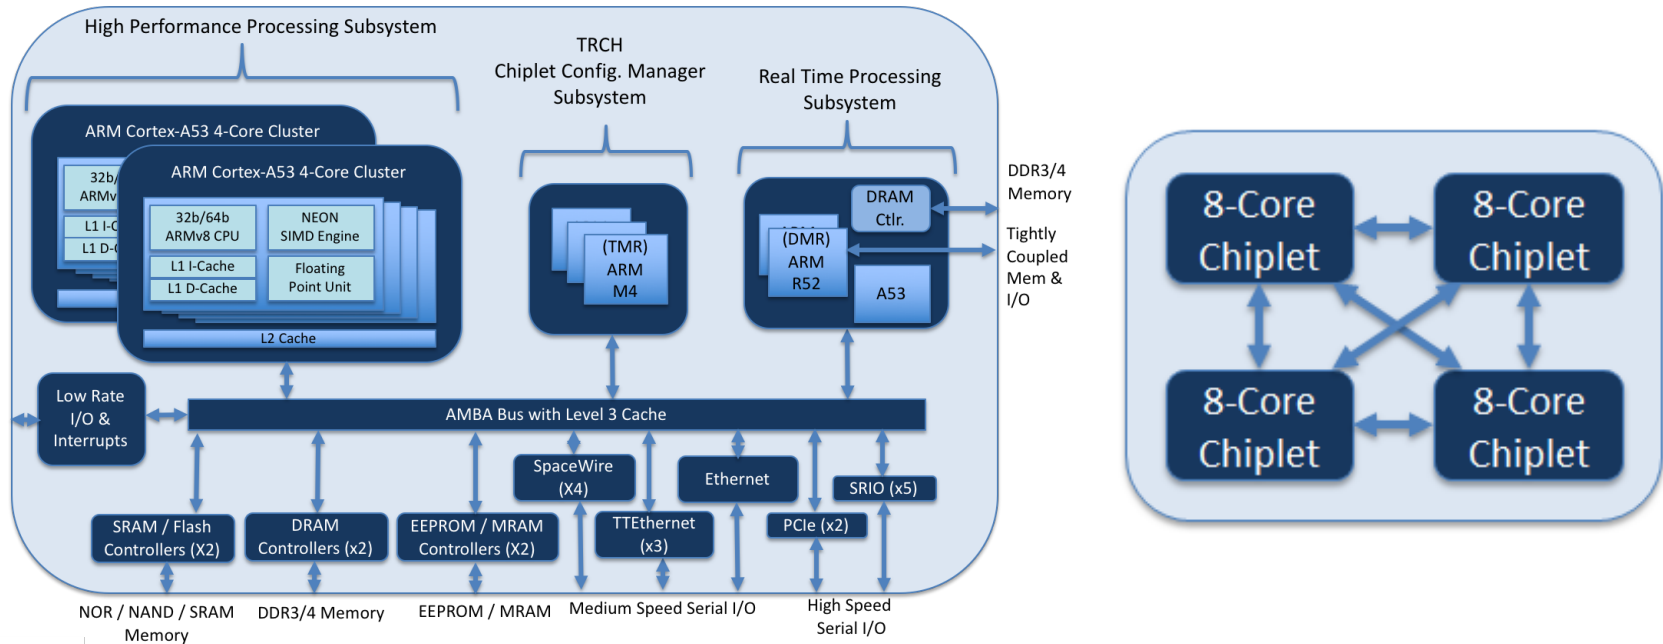 High Performance Processing Subsystem
TRCH
Chiplet Config. Manager
Subsystem
Real Time Processing
Subsystem
ARM Cortex-A53 4-Core Cluster
32b/
ARMv
L1 I-C
L1 D-C
ARM Cortex-A53 4-Core Cluster
32b/64b
ARMv8 CPU
NEON
SIMD Engine
L1 I-Cache
L1 D-Cache
Floating
Point Unit
L2 Cache
(TMR)
ARM
M4
DRAM
Ctlr.
(DMR)
ARM
R52
A53
DDR3/4
Memory
Tightly
Coupled
Mem &
I/O
Low Rate
I/O &
Interrupts
AMBA Bus with Level 3 Cache
SpaceWire
(X4)
Ethernet
SRIO (x5)
SRAM / Flash
Controllers (X2)
DRAM
Controllers (x2)
EEPROM / MRAM
Controllers (X2)
TTEthernet
(x3)
PCIe (x2)
NOR / NAND / SRAM
Memory
DDR3/4 Memory
EEPROM / MRAM
Medium Speed Serial I/O
High Speed
Serial I/O
8-Core
Chiplet
8-Core
Chiplet
8-Core
Chiplet
8-Core
Chiplet